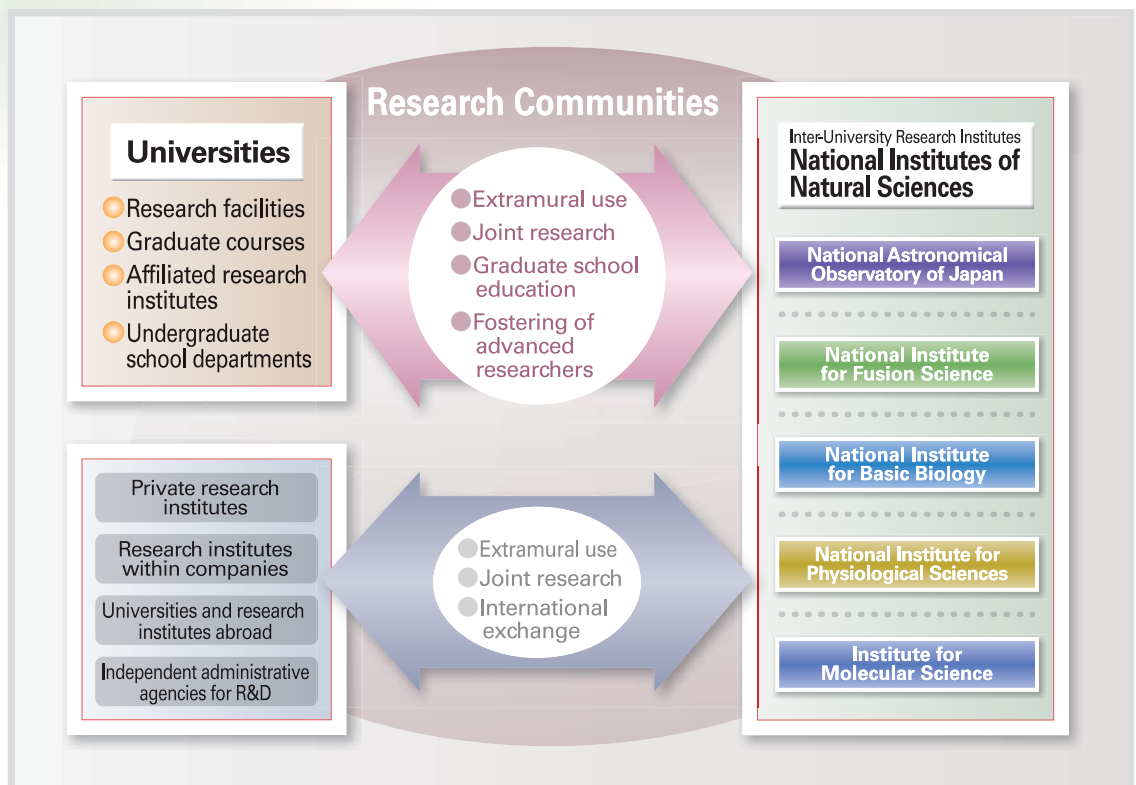 Research Communities
Universities
Research facilities
Graduate courses
Affiliated research
institutes
Undergraduate
school departments
Extramural use
Joint research
Graduate school
education
Fostering of
advanced
researchers
Inter-University Research Institutes
National Institutes of
Natural Sciences
National Astronomical
Observatory of Japan
National Institute
for Fusion Science
National Institute
for Basic Biology
National Institute for
Physiological Sciences
Institute for
Molecular Science
Private research
institutes
Research institutes
within companies
Universities and research
institutes abroad
Independent administrative
agencies for R&D
Extramural use
Joint research
International
exchange